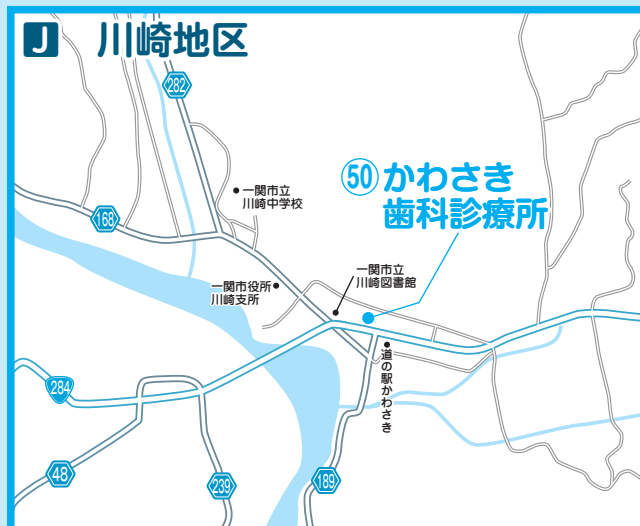 J 川崎地区
282
一関市立
川崎中学校
50 かわさき
歯科診療所
168
一関市役所
川崎支所
一関市立
川崎図書館
道の駅かわさき
284
48
239
189